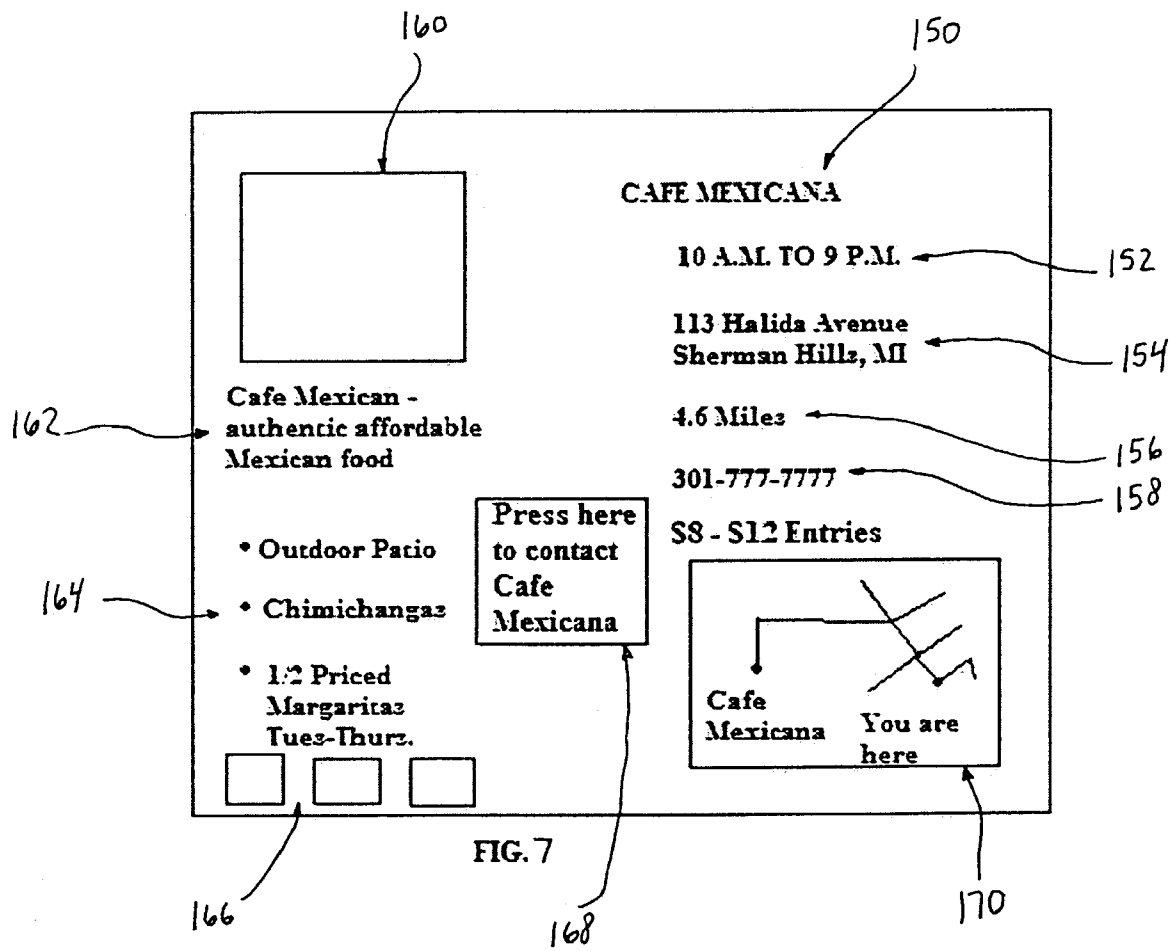 160
150
CAFE MEXICANA
10 A.M. TO 9 P.M.
152
113 Halida Avenue
Sherman Hills, MI
154
Cafe Mexican -
authentic affordable
Mexican food
162
4.6 Miles
156
301-777-7777
158
S8 - S12 Entries
Press here
to contact
Cafe
Mexicana
• Outdoor Patio
• Chimichangas
164
• 1/2 Priced
Margaritas
Tues-Thurs.
Cafe
Mexicana
You are
here
FIG. 7
166
168
170